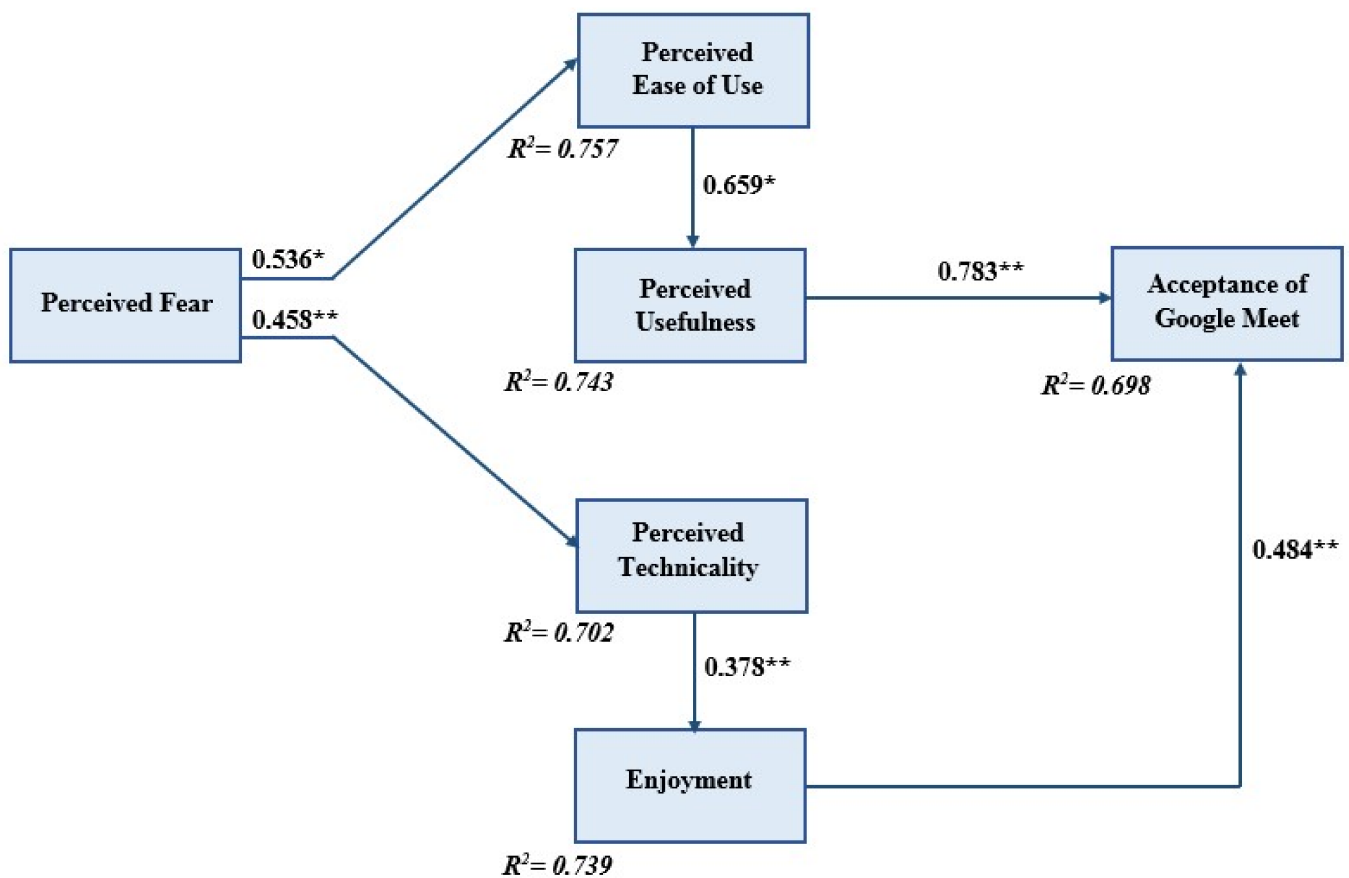 Perceived
Ease of Use
R²= 0.757
0.659*
0.536*
Perceived Fear
0.458**
Perceived
Usefulness
R²= 0.743
0.783**
Acceptance of
Google Meet
R²= 0.698
Perceived
Technicality
R²= 0.702
0.484**
0.378**
Enjoyment
R²= 0.739